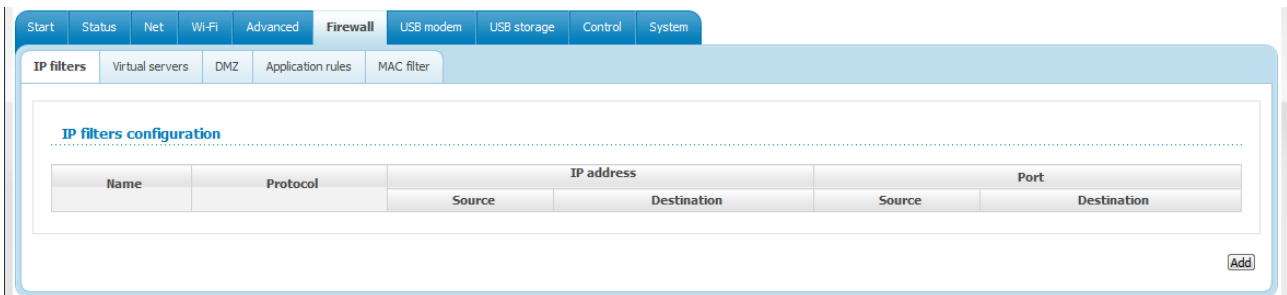 Start Status Net Wi-Fi Advanced Firewall USB modem USB storage Control System
IP filters Virtual servers DMZ Application rules MAC filter
IP filters configuration
Name Protocol IP address Port
Source Destination Source Destination
Add